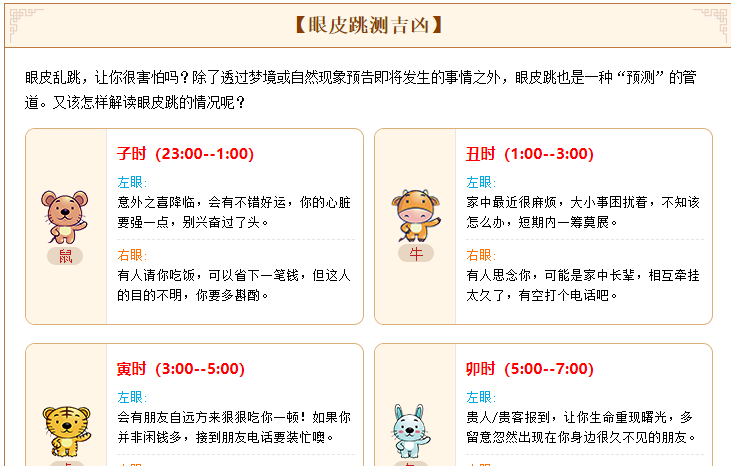 【眼皮跳测吉凶】
眼皮乱跳，让你很害怕吗？除了透过梦境或自然现象预告即将发生的事情之外，眼皮跳也是一种“预测”的管
道。又该怎样解读眼皮跳的情况呢？
子时（23:00--1:00）
左眼:
意外之喜降临，会有不错好运，你的心脏
要强一点，别兴奋过了头。
右眼:
有人请你吃饭，可以省下一笔钱，但这人
的目的不明，你要多斟酌。
鼠
丑时（1:00--3:00）
左眼:
家中最近很麻烦，大小事困扰着，不知该
怎么办，短期内一筹莫展。
右眼:
有人思念你，可能是家中长辈，相互牵挂
太久了，有空打个电话吧。
牛
寅时（3:00--5:00）
左眼:
会有朋友自远方来狠狠吃你一顿！如果你
并非闲钱多，接到朋友电话要装忙噢。
卯时（5:00--7:00）
左眼:
贵人/贵客报到，让你生命重现曙光，多
留意忽然出现在你身边很久不见的朋友。